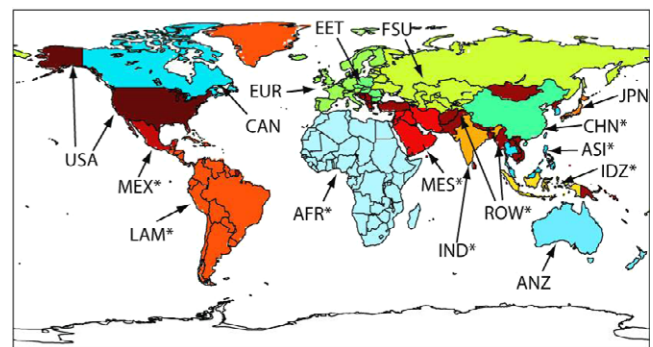 EET
FSU
EUR
JPN
CAN
CHN*
USA
ASI*
MEX*
MES*
IDZ*
AFR*
ROW*
LAM*
IND*
ANZ